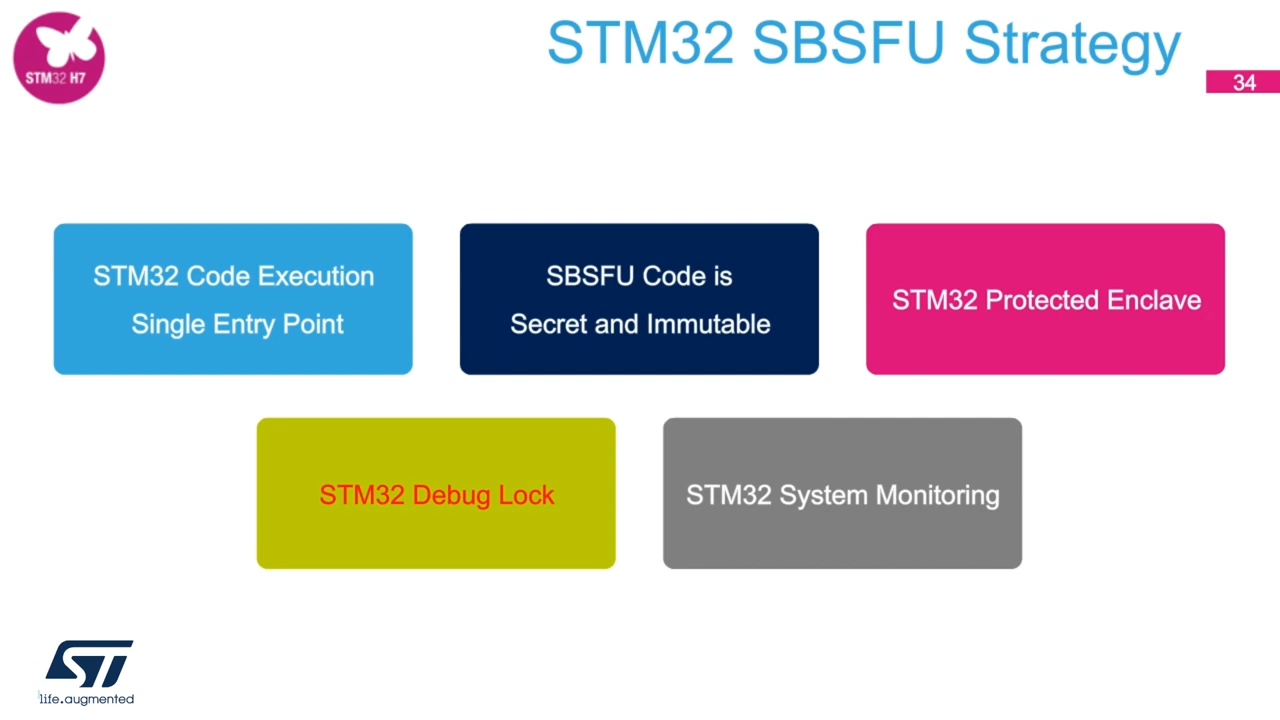 STM32 SBSFU Strategy
STM32 H7
34
STM32 Code Execution
Single Entry Point
SBSFU Code is
Secret and Immutable
STM32 Protected Enclave
STM32 Debug Lock
STM32 System Monitoring
ST
life.augmented